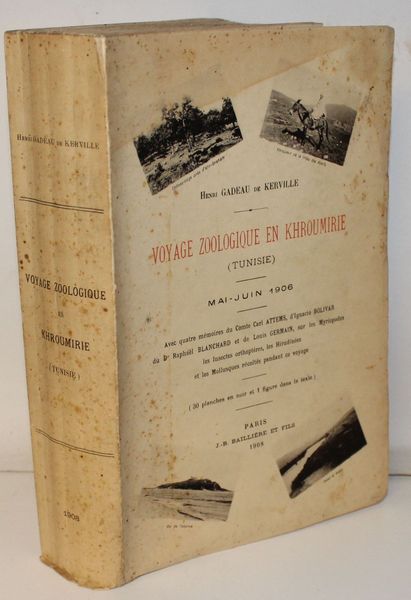 HENRI GADEAU DE KERVILLE
VOYAGE ZOOLOGIQUE
EN
KHROUMIRIE
(TUNISIE)
1908
HENRI GADEAU DE KERVILLE
VOYAGE ZOOLOGIQUE EN KHROUMIRIE
(TUNISIE)
MAI-JUIN 1906
Avec quatre mémoires du Comte Carl ATTEMS, d'Ignacio BOLIVAR
du Dr Raphaël BLANCHARD et de Louis GERMAIN, sur les Myriopodes
les Insectes orthoptères, les Hirudinées
et les Mollusques récoltés pendant ce voyage
(30 planches en noir et 1 figure dans le texte)
PARIS
J.-B. BAILLIÈRE ET FILS
1908